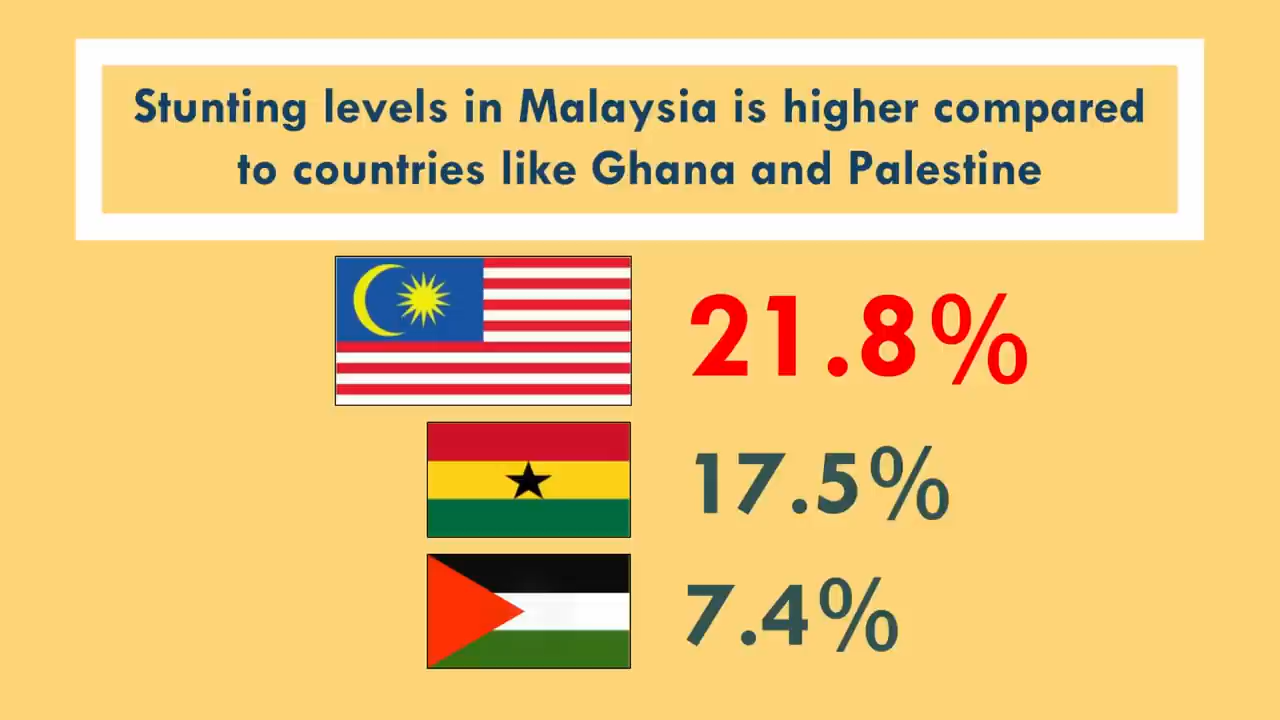 Stunting levels in Malaysia is higher compared
to countries like Ghana and Palestine
21.8%
17.5%
7.4%